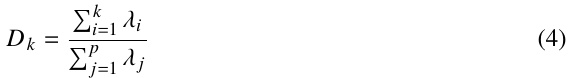 $D_k = \frac{\sum_{i=1}^{k} \lambda_i}{\sum_{j=1}^{p} \lambda_j}$ (4)